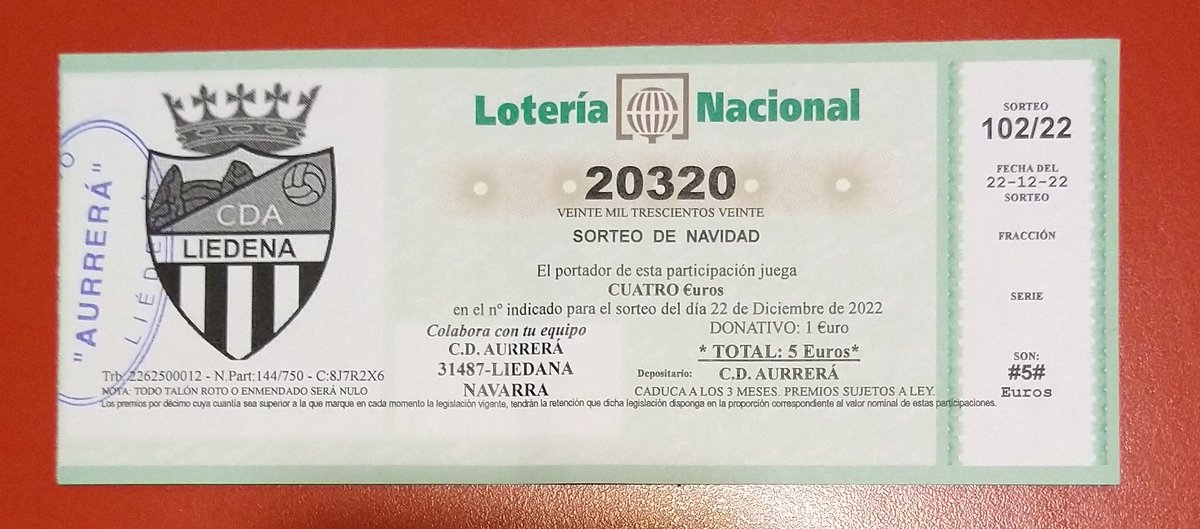 "AURRERÁ"
LIÉDE
CDA
LIEDENA
Trb: 2262500012 - N.Part:144/750 - C:8J7R2X6
NOTA: TODO TALÓN ROTO O ENMENDADO SERÁ NULO
Lotería Nacional
20320
VEINTE MIL TRESCIENTOS VEINTE
SORTEO DE NAVIDAD
El portador de esta participación juega
CUATRO €uros
en el nº indicado para el sorteo del día 22 de Diciembre de 2022
Colabora con tu equipo
C.D. AURRERÁ
31487-LIEDANA
NAVARRA
DONATIVO: 1 €uro
* TOTAL: 5 Euros*
Depositario: C.D. AURRERÁ
CADUCA A LOS 3 MESES. PREMIOS SUJETOS A LEY.
Los premios por décimo cuya cuantía sea superior a la que marque en cada momento la legislación vigente, tendrán la retención que dicha legislación disponga en la proporción correspondiente al valor nominal de estas participaciones.
SORTEO
102/22
FECHA DEL
22-12-22
SORTEO
FRACCIÓN
SERIE
SON:
#5#
Euros